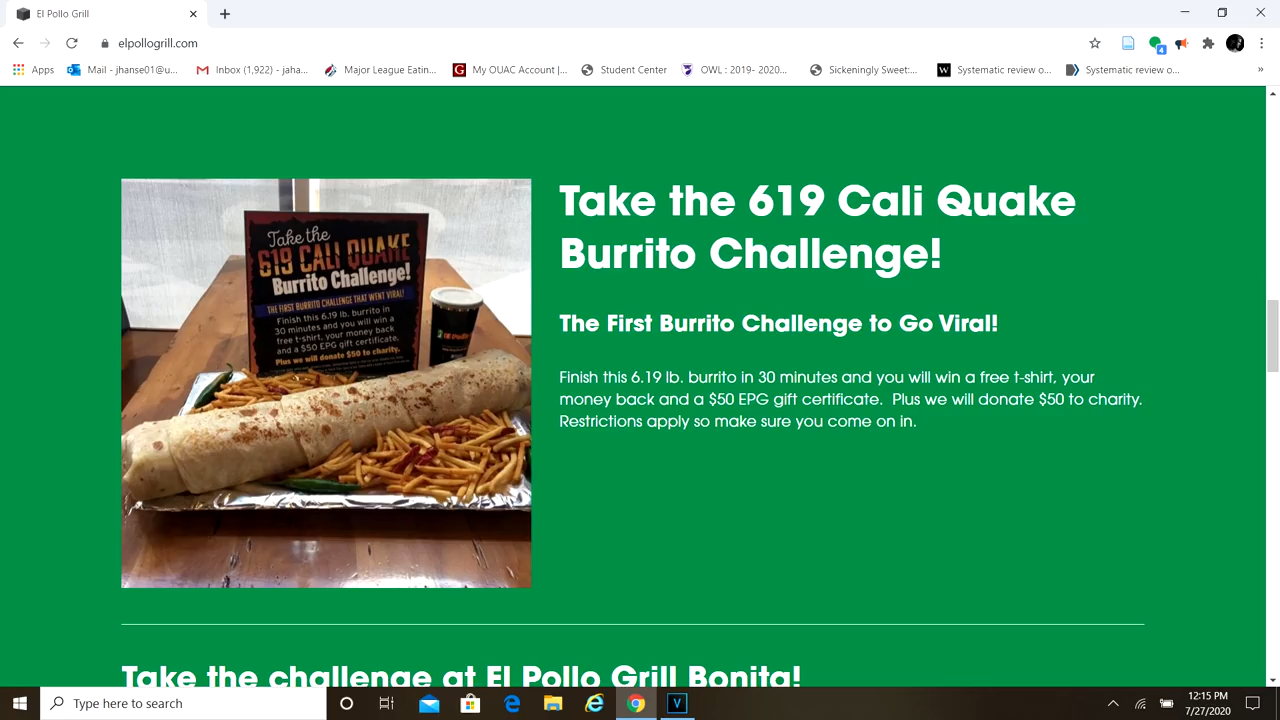 El Pollo Grill
elpollogrill.com
Apps
Mail - jhanse01@u...
Inbox (1,922) - jaha...
Major League Eatin...
My OUAC Account |...
Student Center
OWL : 2019- 2020...
Sickeningly Sweet:...
Systematic review o...
Systematic review o...
»
Take the
619 CALI QUAKE
Burrito Challenge!
THE FIRST BURRITO CHALLENGE THAT WENT VIRAL!
Finish this 6.19 lb. burrito in
30 minutes and you will win a
free t-shirt, your money back
and a $50 EPG gift certificate.
Plus we will donate $50 to charity.
Take the 619 Cali Quake
Burrito Challenge!
The First Burrito Challenge to Go Viral!
Finish this 6.19 lb. burrito in 30 minutes and you will win a free t-shirt, your
money back and a $50 EPG gift certificate.  Plus we will donate $50 to charity.
Restrictions apply so make sure you come on in.
Take the challenge at El Pollo Grill Bonita!
Type here to search
12:15 PM
7/27/2020